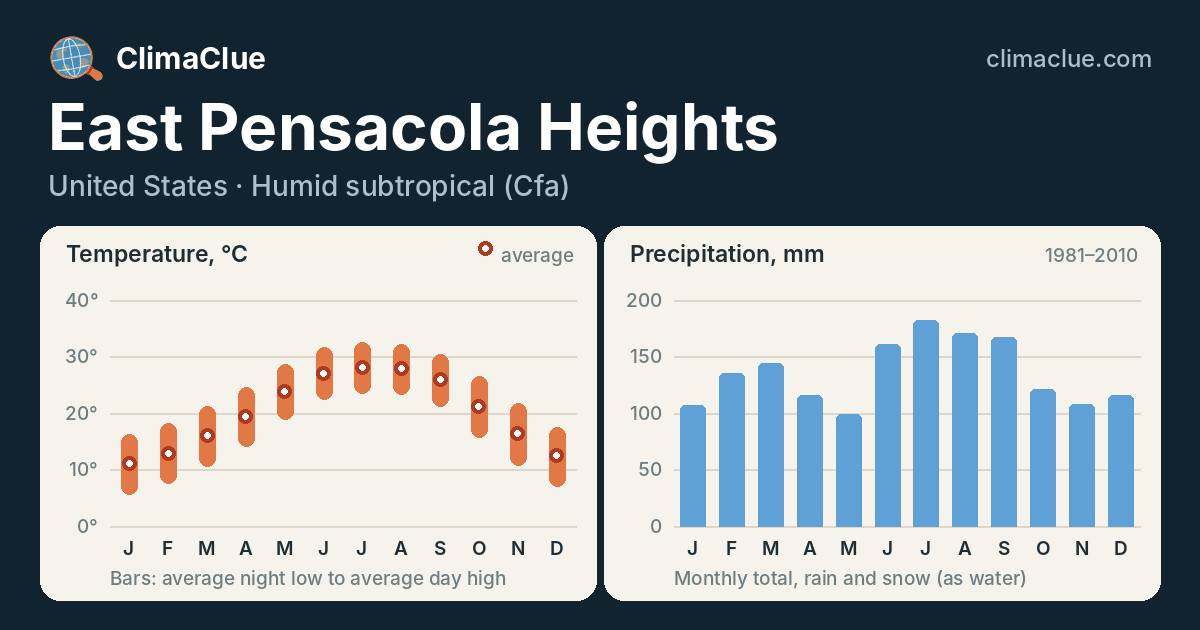 ClimaClue
climaclue.com
East Pensacola Heights
United States · Humid subtropical (Cfa)
Temperature, °C
average
40°
30°
20°
10°
0°
J F M A M J J A S O N D
Bars: average night low to average day high
Precipitation, mm
1981–2010
200
150
100
50
0
J F M A M J J A S O N D
Monthly total, rain and snow (as water)